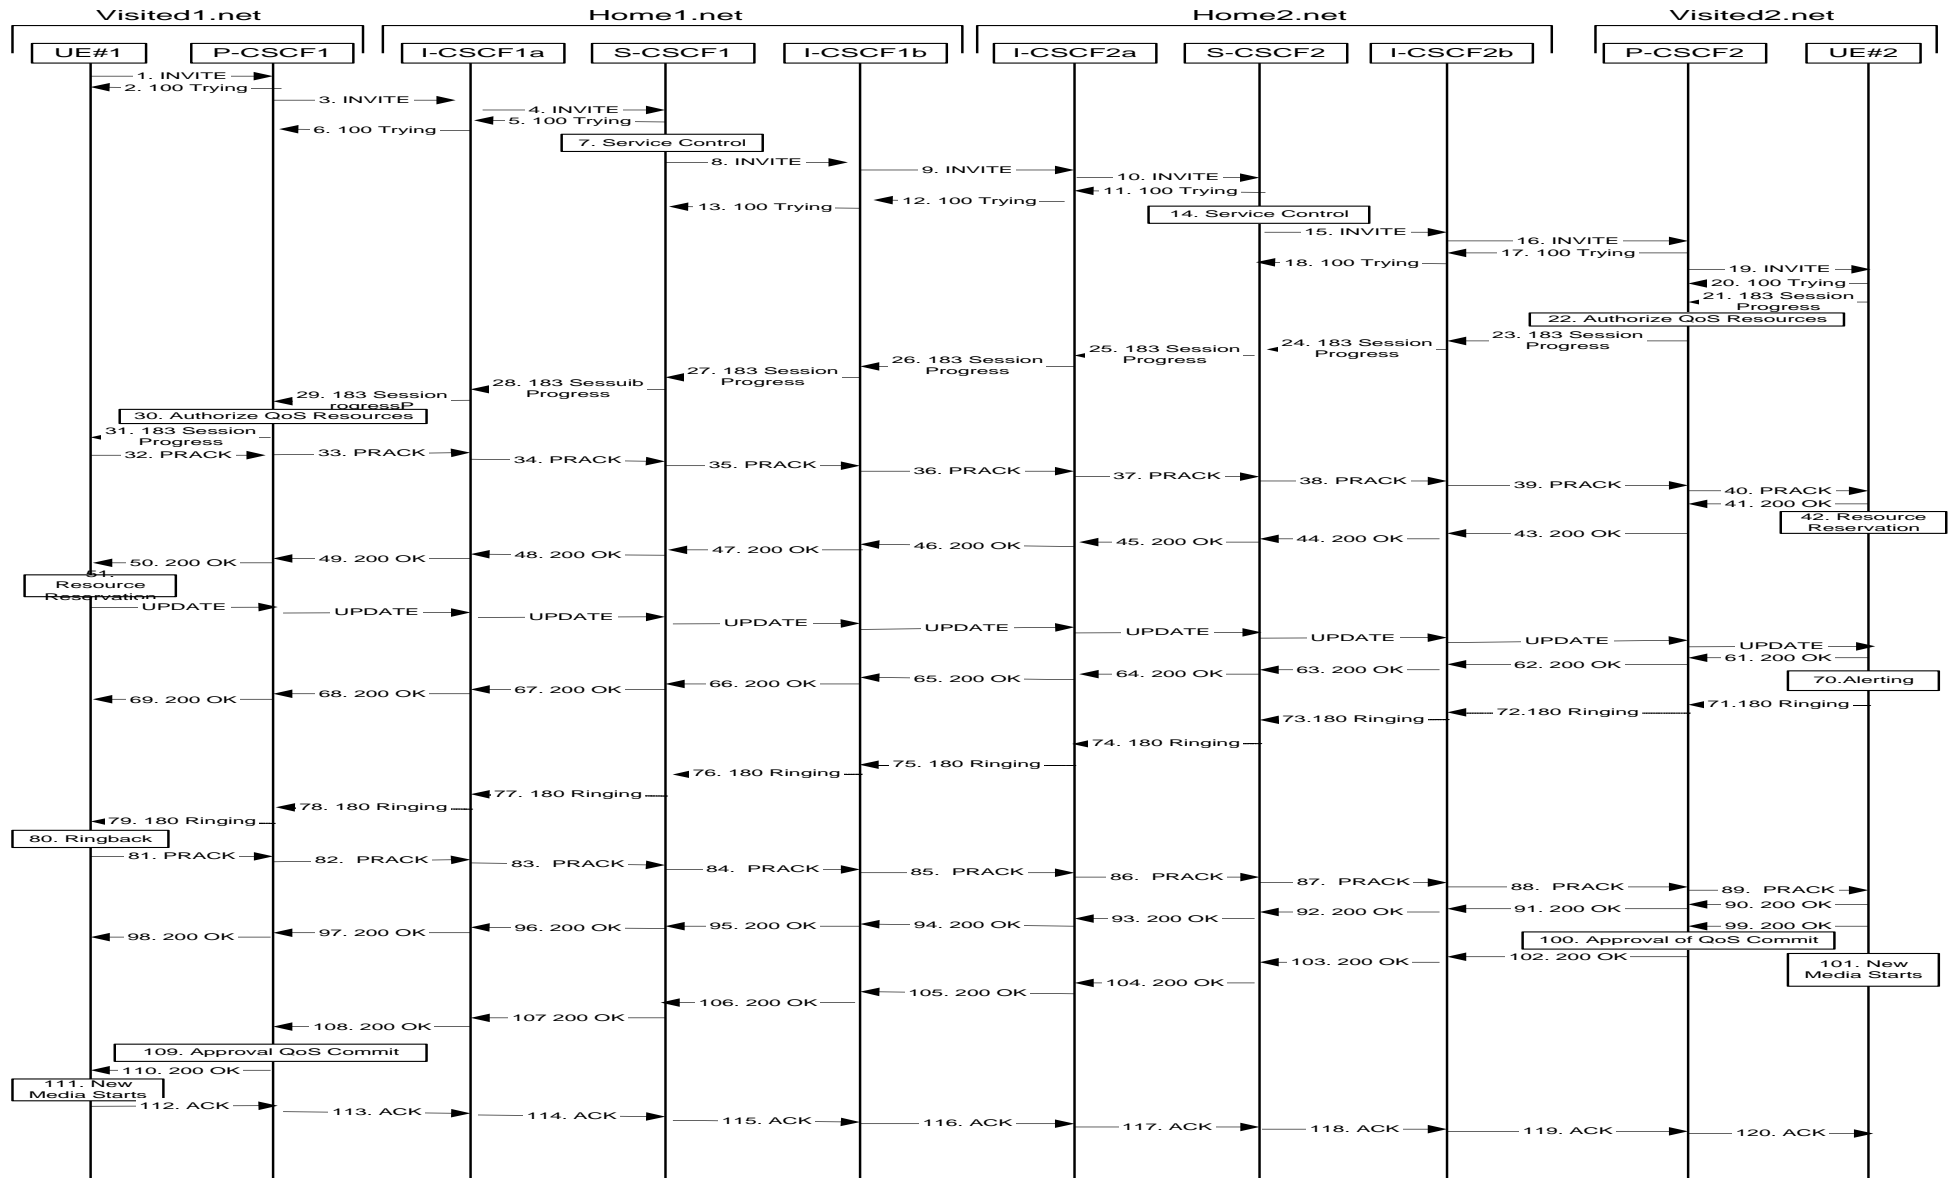 Visited1.net
Home1.net
Home2.net
Visited2.net
UE#1
P-CSCF1
I-CSCF1a
S-CSCF1
I-CSCF1b
I-CSCF2a
S-CSCF2
I-CSCF2b
P-CSCF2
UE#2
1. INVITE
2. 100 Trying
3. INVITE
4. INVITE
5. 100 Trying
6. 100 Trying
7. Service Control
8. INVITE
9. INVITE
10. INVITE
11. 100 Trying
12. 100 Trying
13. 100 Trying
14. Service Control
15. INVITE
16. INVITE
17. 100 Trying
18. 100 Trying
19. INVITE
20. 100 Trying
21. 183 Session
Progress
22. Authorize QoS Resources
23. 183 Session
Progress
24. 183 Session
Progress
25. 183 Session
Progress
26. 183 Session
Progress
27. 183 Session
Progress
28. 183 Sessuib
Progress
29. 183 Session
rogressP
30. Authorize QoS Resources
31. 183 Session
Progress
32. PRACK
33. PRACK
34. PRACK
35. PRACK
36. PRACK
37. PRACK
38. PRACK
39. PRACK
40. PRACK
41. 200 OK
42. Resource
Reservation
43. 200 OK
44. 200 OK
45. 200 OK
46. 200 OK
47. 200 OK
48. 200 OK
49. 200 OK
50. 200 OK
51.
Resource
Reservation
UPDATE
UPDATE
UPDATE
UPDATE
UPDATE
UPDATE
UPDATE
UPDATE
UPDATE
61. 200 OK
62. 200 OK
63. 200 OK
64. 200 OK
65. 200 OK
66. 200 OK
67. 200 OK
68. 200 OK
69. 200 OK
70.Alerting
71.180 Ringing
72.180 Ringing
73.180 Ringing
74. 180 Ringing
75. 180 Ringing
76. 180 Ringing
77. 180 Ringing
78. 180 Ringing
79. 180 Ringing
80. Ringback
81. PRACK
82. PRACK
83. PRACK
84. PRACK
85. PRACK
86. PRACK
87. PRACK
88. PRACK
89. PRACK
90. 200 OK
91. 200 OK
92. 200 OK
93. 200 OK
94. 200 OK
95. 200 OK
96. 200 OK
97. 200 OK
98. 200 OK
99. 200 OK
100. Approval of QoS Commit
101. New
Media Starts
102. 200 OK
103. 200 OK
104. 200 OK
105. 200 OK
106. 200 OK
107 200 OK
108. 200 OK
109. Approval QoS Commit
110. 200 OK
111. New
Media Starts
112. ACK
113. ACK
114. ACK
115. ACK
116. ACK
117. ACK
118. ACK
119. ACK
120. ACK